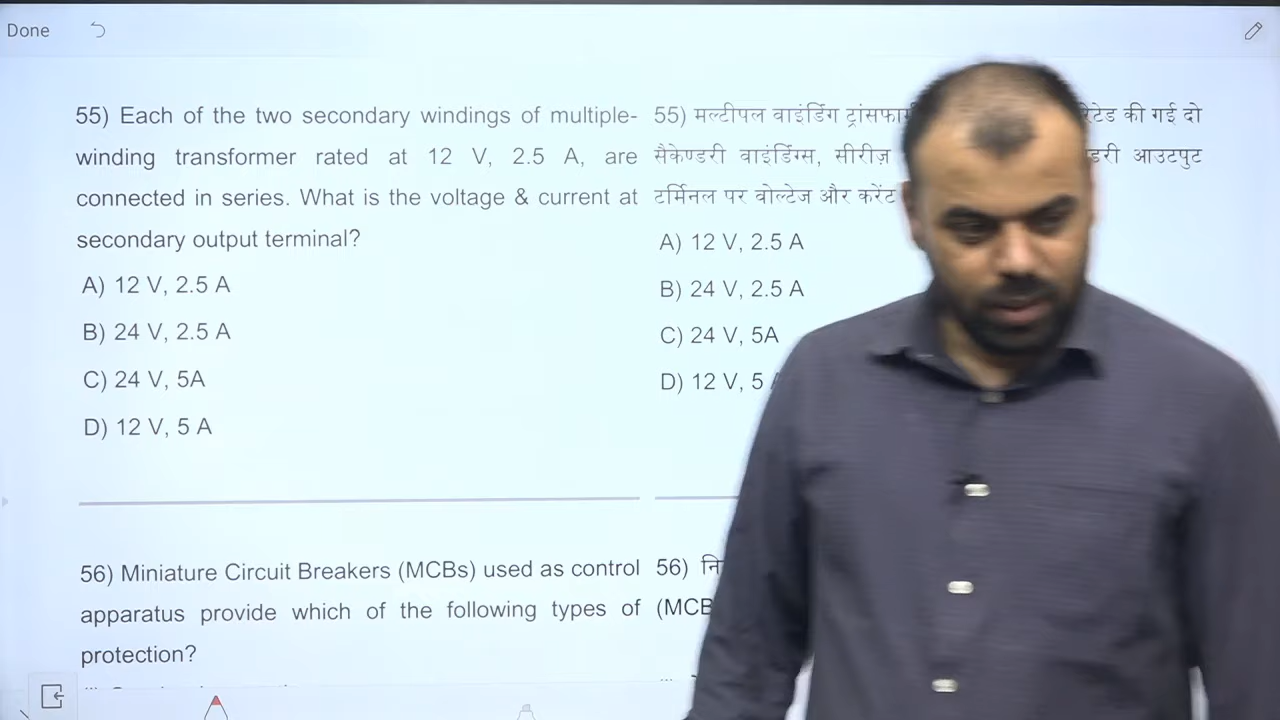 Done
55) Each of the two secondary windings of multiple-
winding transformer rated at 12 V, 2.5 A, are
connected in series. What is the voltage & current at
secondary output terminal?
A) 12 V, 2.5 A
B) 24 V, 2.5 A
C) 24 V, 5A
D) 12 V, 5 A
55) मल्टीपल वाइंडिंग की गई दो
सैकेण्डरी वाइंडिंग्स, सीरीज़ आउटपुट
टर्मिनल पर वोल्टेज और करेंट
A) 12 V, 2.5 A
B) 24 V, 2.5 A
C) 24 V, 5A
D) 12 V, 5
56) Miniature Circuit Breakers (MCBs) used as control
apparatus provide which of the following types of
protection?
56)
(MCB